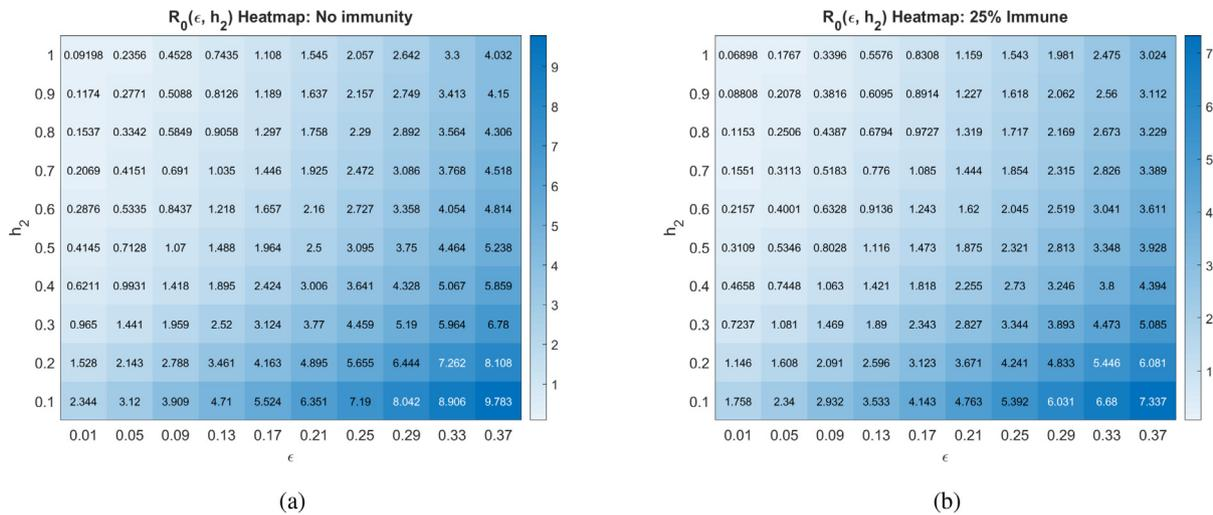 R0(ϵ, h2) Heatmap: No immunity
1 0.09198 0.2356 0.4528 0.7435 1.108 1.545 2.057 2.642 3.3 4.032
0.9 0.1174 0.2771 0.5088 0.8126 1.189 1.637 2.157 2.749 3.413 4.15
0.8 0.1537 0.3342 0.5849 0.9058 1.297 1.758 2.29 2.892 3.564 4.306
0.7 0.2069 0.4151 0.691 1.035 1.446 1.925 2.472 3.086 3.768 4.518
0.6 0.2876 0.5335 0.8437 1.218 1.657 2.16 2.727 3.358 4.054 4.814
0.5 0.4145 0.7128 1.07 1.488 1.964 2.5 3.095 3.75 4.464 5.238
0.4 0.6211 0.9931 1.418 1.895 2.424 3.006 3.641 4.328 5.067 5.859
0.3 0.965 1.441 1.959 2.52 3.124 3.77 4.459 5.19 5.964 6.78
0.2 1.528 2.143 2.788 3.461 4.163 4.895 5.655 6.444 7.262 8.108
0.1 2.344 3.12 3.909 4.71 5.524 6.351 7.19 8.042 8.906 9.783
0.01 0.05 0.09 0.13 0.17 0.21 0.25 0.29 0.33 0.37
h2
ϵ
9
8
7
6
5
4
3
2
1
(a)
R0(ϵ, h2) Heatmap: 25% Immune
1 0.06898 0.1767 0.3396 0.5576 0.8308 1.159 1.543 1.981 2.475 3.024
0.9 0.08808 0.2078 0.3816 0.6095 0.8914 1.227 1.618 2.062 2.56 3.112
0.8 0.1153 0.2506 0.4387 0.6794 0.9727 1.319 1.717 2.169 2.673 3.229
0.7 0.1551 0.3113 0.5183 0.776 1.085 1.444 1.854 2.315 2.826 3.389
0.6 0.2157 0.4001 0.6328 0.9136 1.243 1.62 2.045 2.519 3.041 3.611
0.5 0.3109 0.5346 0.8028 1.116 1.473 1.875 2.321 2.813 3.348 3.928
0.4 0.4658 0.7448 1.063 1.421 1.818 2.255 2.73 3.246 3.8 4.394
0.3 0.7237 1.081 1.469 1.89 2.343 2.827 3.344 3.893 4.473 5.085
0.2 1.146 1.608 2.091 2.596 3.123 3.671 4.241 4.833 5.446 6.081
0.1 1.758 2.34 2.932 3.533 4.143 4.763 5.392 6.031 6.68 7.337
0.01 0.05 0.09 0.13 0.17 0.21 0.25 0.29 0.33 0.37
h2
ϵ
7
6
5
4
3
2
1
(b)